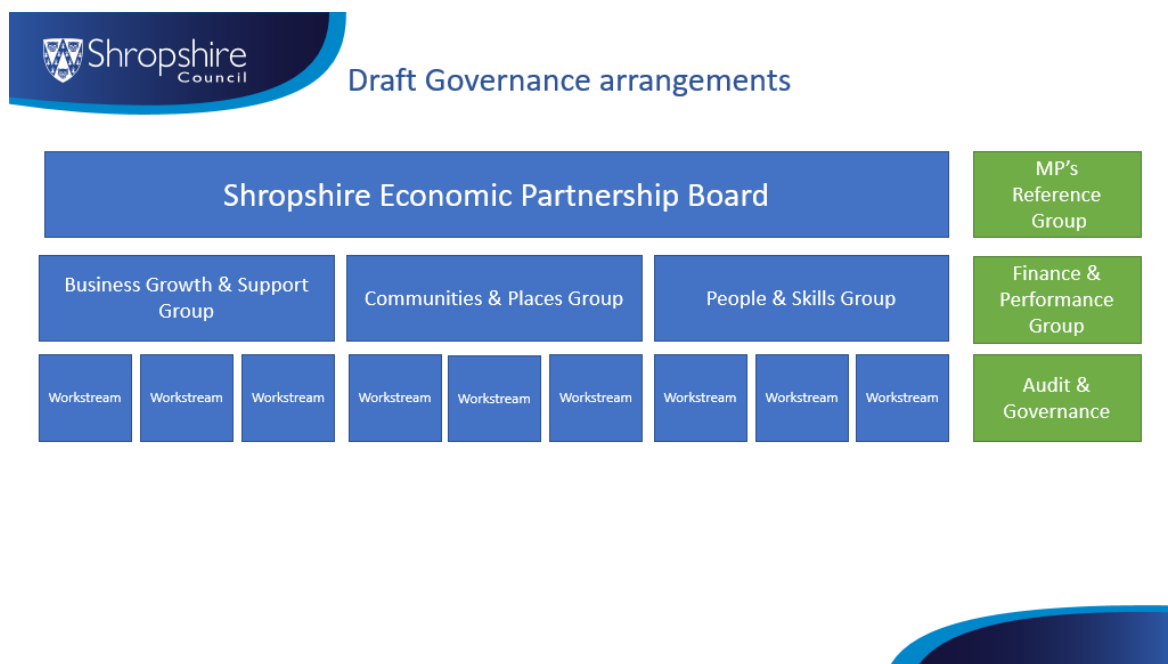 Shropshire
Council
Draft Governance arrangements
Shropshire Economic Partnership Board
MP's
Reference
Group
Business Growth & Support
Group
Communities & Places Group
People & Skills Group
Finance &
Performance
Group
Workstream
Workstream
Workstream
Workstream
Workstream
Workstream
Workstream
Workstream
Workstream
Audit &
Governance